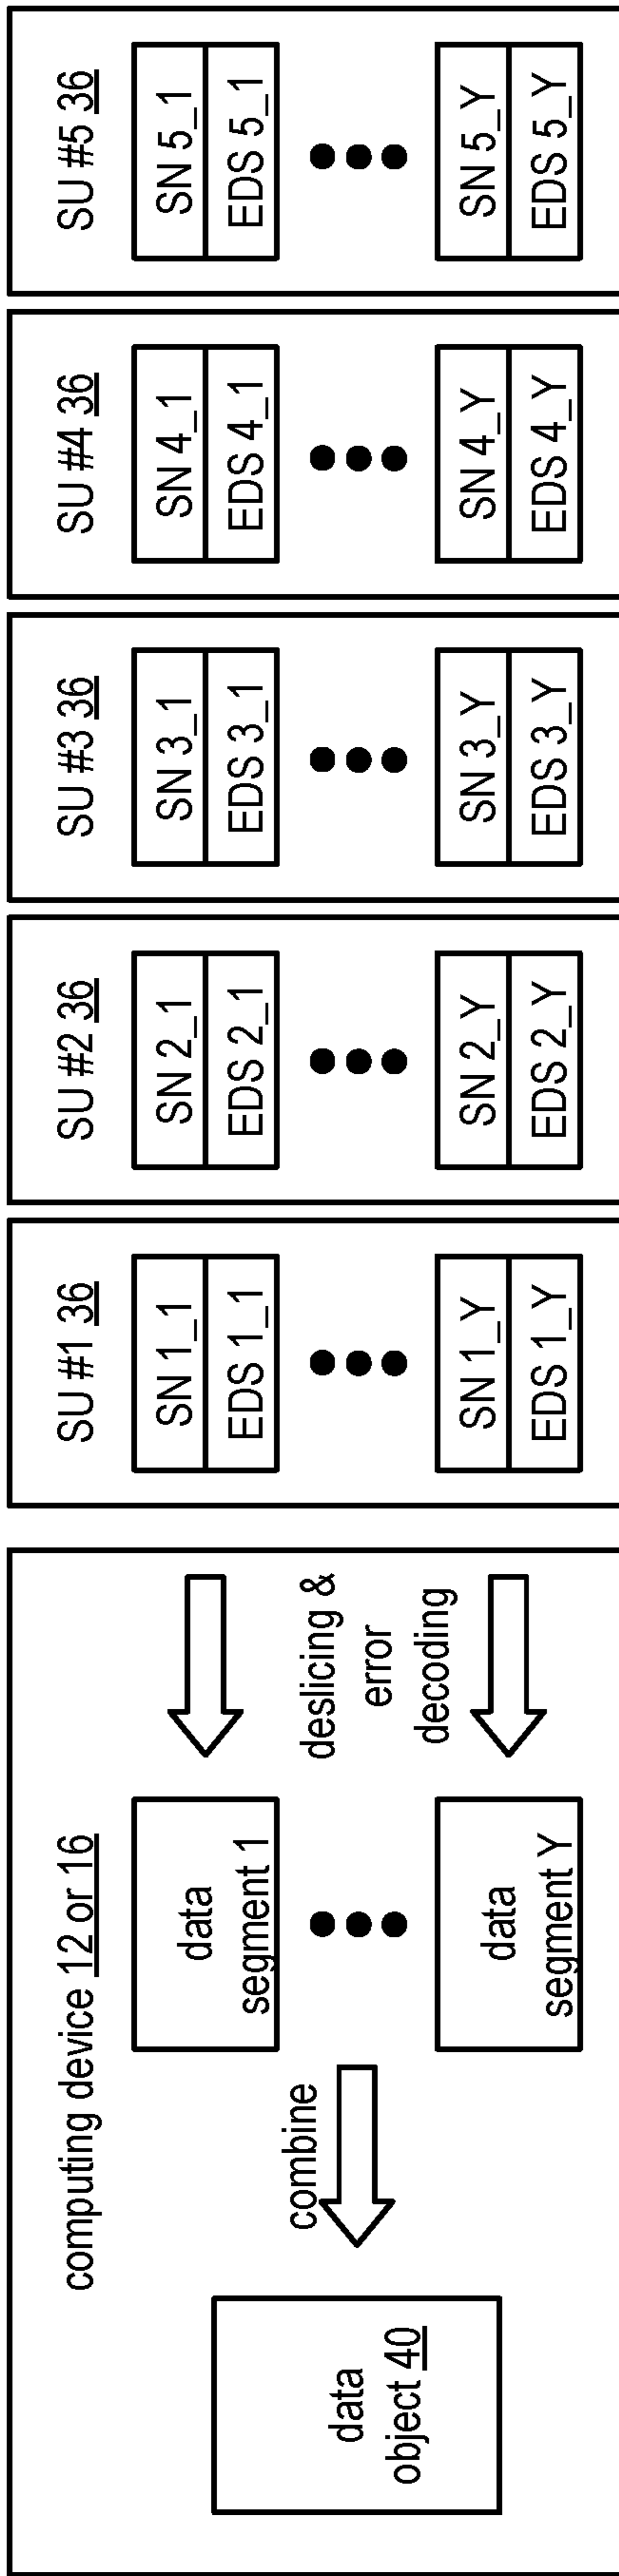 computing device 12 or 16
data
object 40
combine
data
segment 1
data
segment Y
deslicing &
error
decoding
SU #1 36
SN 1_1
EDS 1_1
SN 1_Y
EDS 1_Y
SU #2 36
SN 2_1
EDS 2_1
SN 2_Y
EDS 2_Y
SU #3 36
SN 3_1
EDS 3_1
SN 3_Y
EDS 3_Y
SU #4 36
SN 4_1
EDS 4_1
SN 4_Y
EDS 4_Y
SU #5 36
SN 5_1
EDS 5_1
SN 5_Y
EDS 5_Y